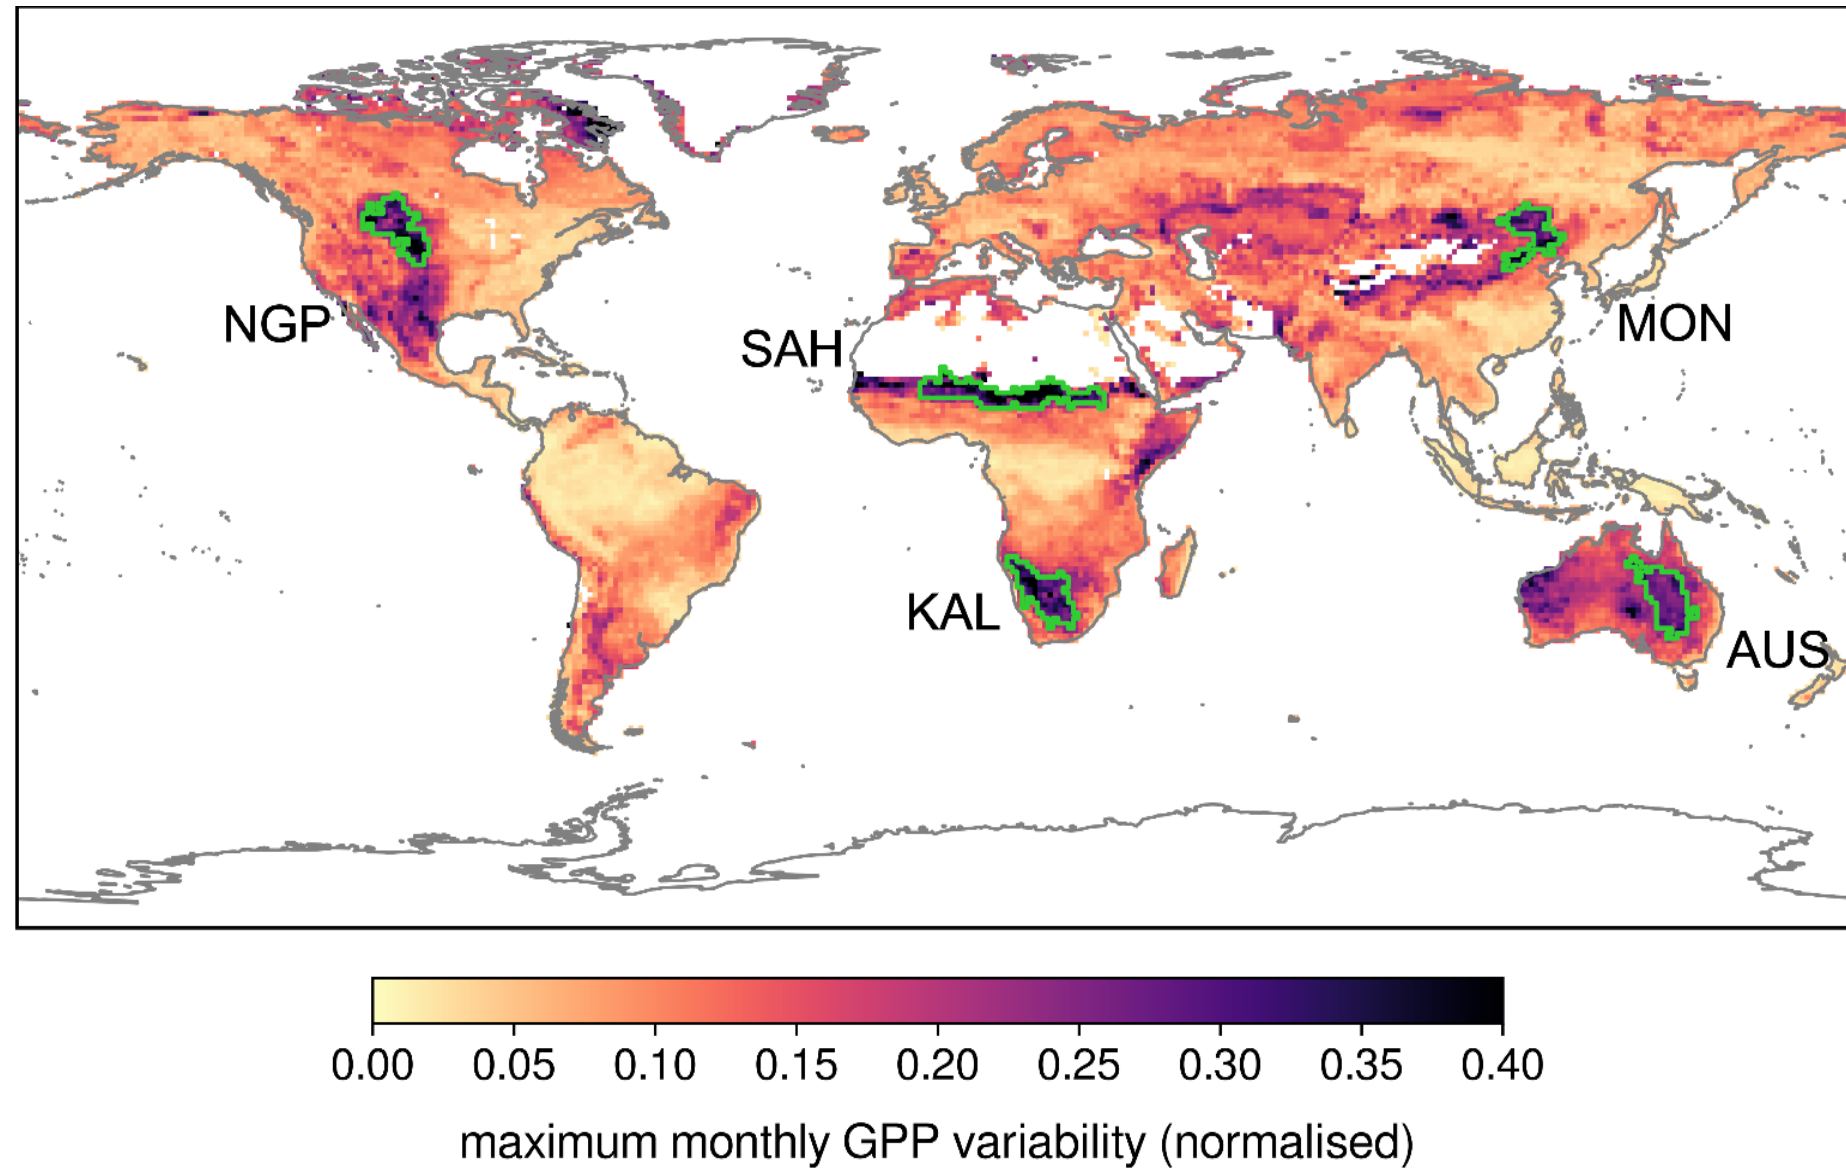 NGP
SAH
MON
KAL
AUS
0.00 0.05 0.10 0.15 0.20 0.25 0.30 0.35 0.40
maximum monthly GPP variability (normalised)